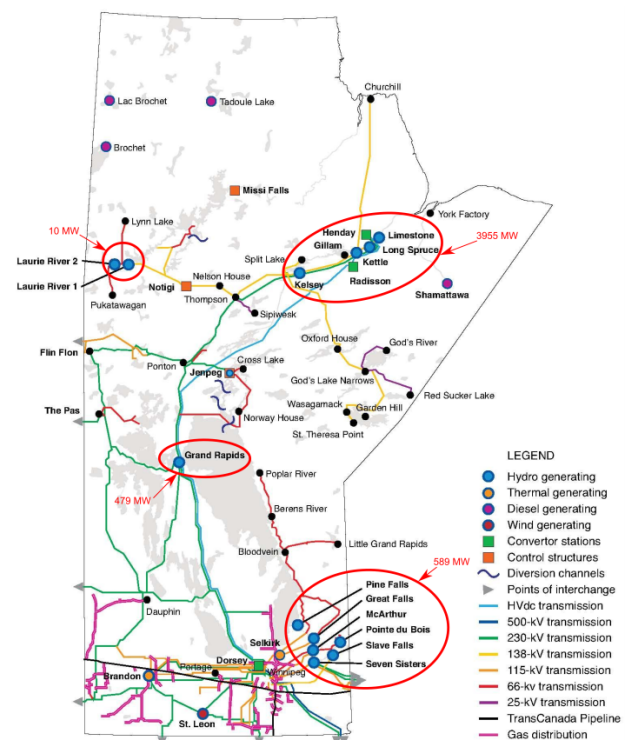 Churchill
Lac Brochet
Tadoule Lake
Brochet
Missi Falls
York Factory
10 MW
Lynn Lake
Henday
Limestone
3955 MW
Gillam
Long Spruce
Laurie River 2
Split Lake
Kettle
Laurie River 1
Nelson House
Radisson
Notigi
Kelsey
Shamattawa
Pukatawagan
Thompson
Sipiwesk
Oxford House
God's River
Flin Flon
Ponton
Cross Lake
Jenpeg
God's Lake Narrows
Red Sucker Lake
The Pas
Norway House
Wasagamack
Garden Hill
St. Theresa Point
Grand Rapids
LEGEND
Poplar River
Hydro generating
479 MW
Thermal generating
Diesel generating
Berens River
Wind generating
Convertor stations
Little Grand Rapids
Bloodvein
589 MW
Control structures
Diversion channels
Pine Falls
Points of interchange
Great Falls
HVdc transmission
Dauphin
McArthur
500-kV transmission
Selkirk
Pointe du Bois
230-kV transmission
Slave Falls
138-kV transmission
Dorsey
Seven Sisters
115-kV transmission
Portage
Winnipeg
Brandon
66-kv transmission
25-kV transmission
St. Leon
TransCanada Pipeline
Gas distribution